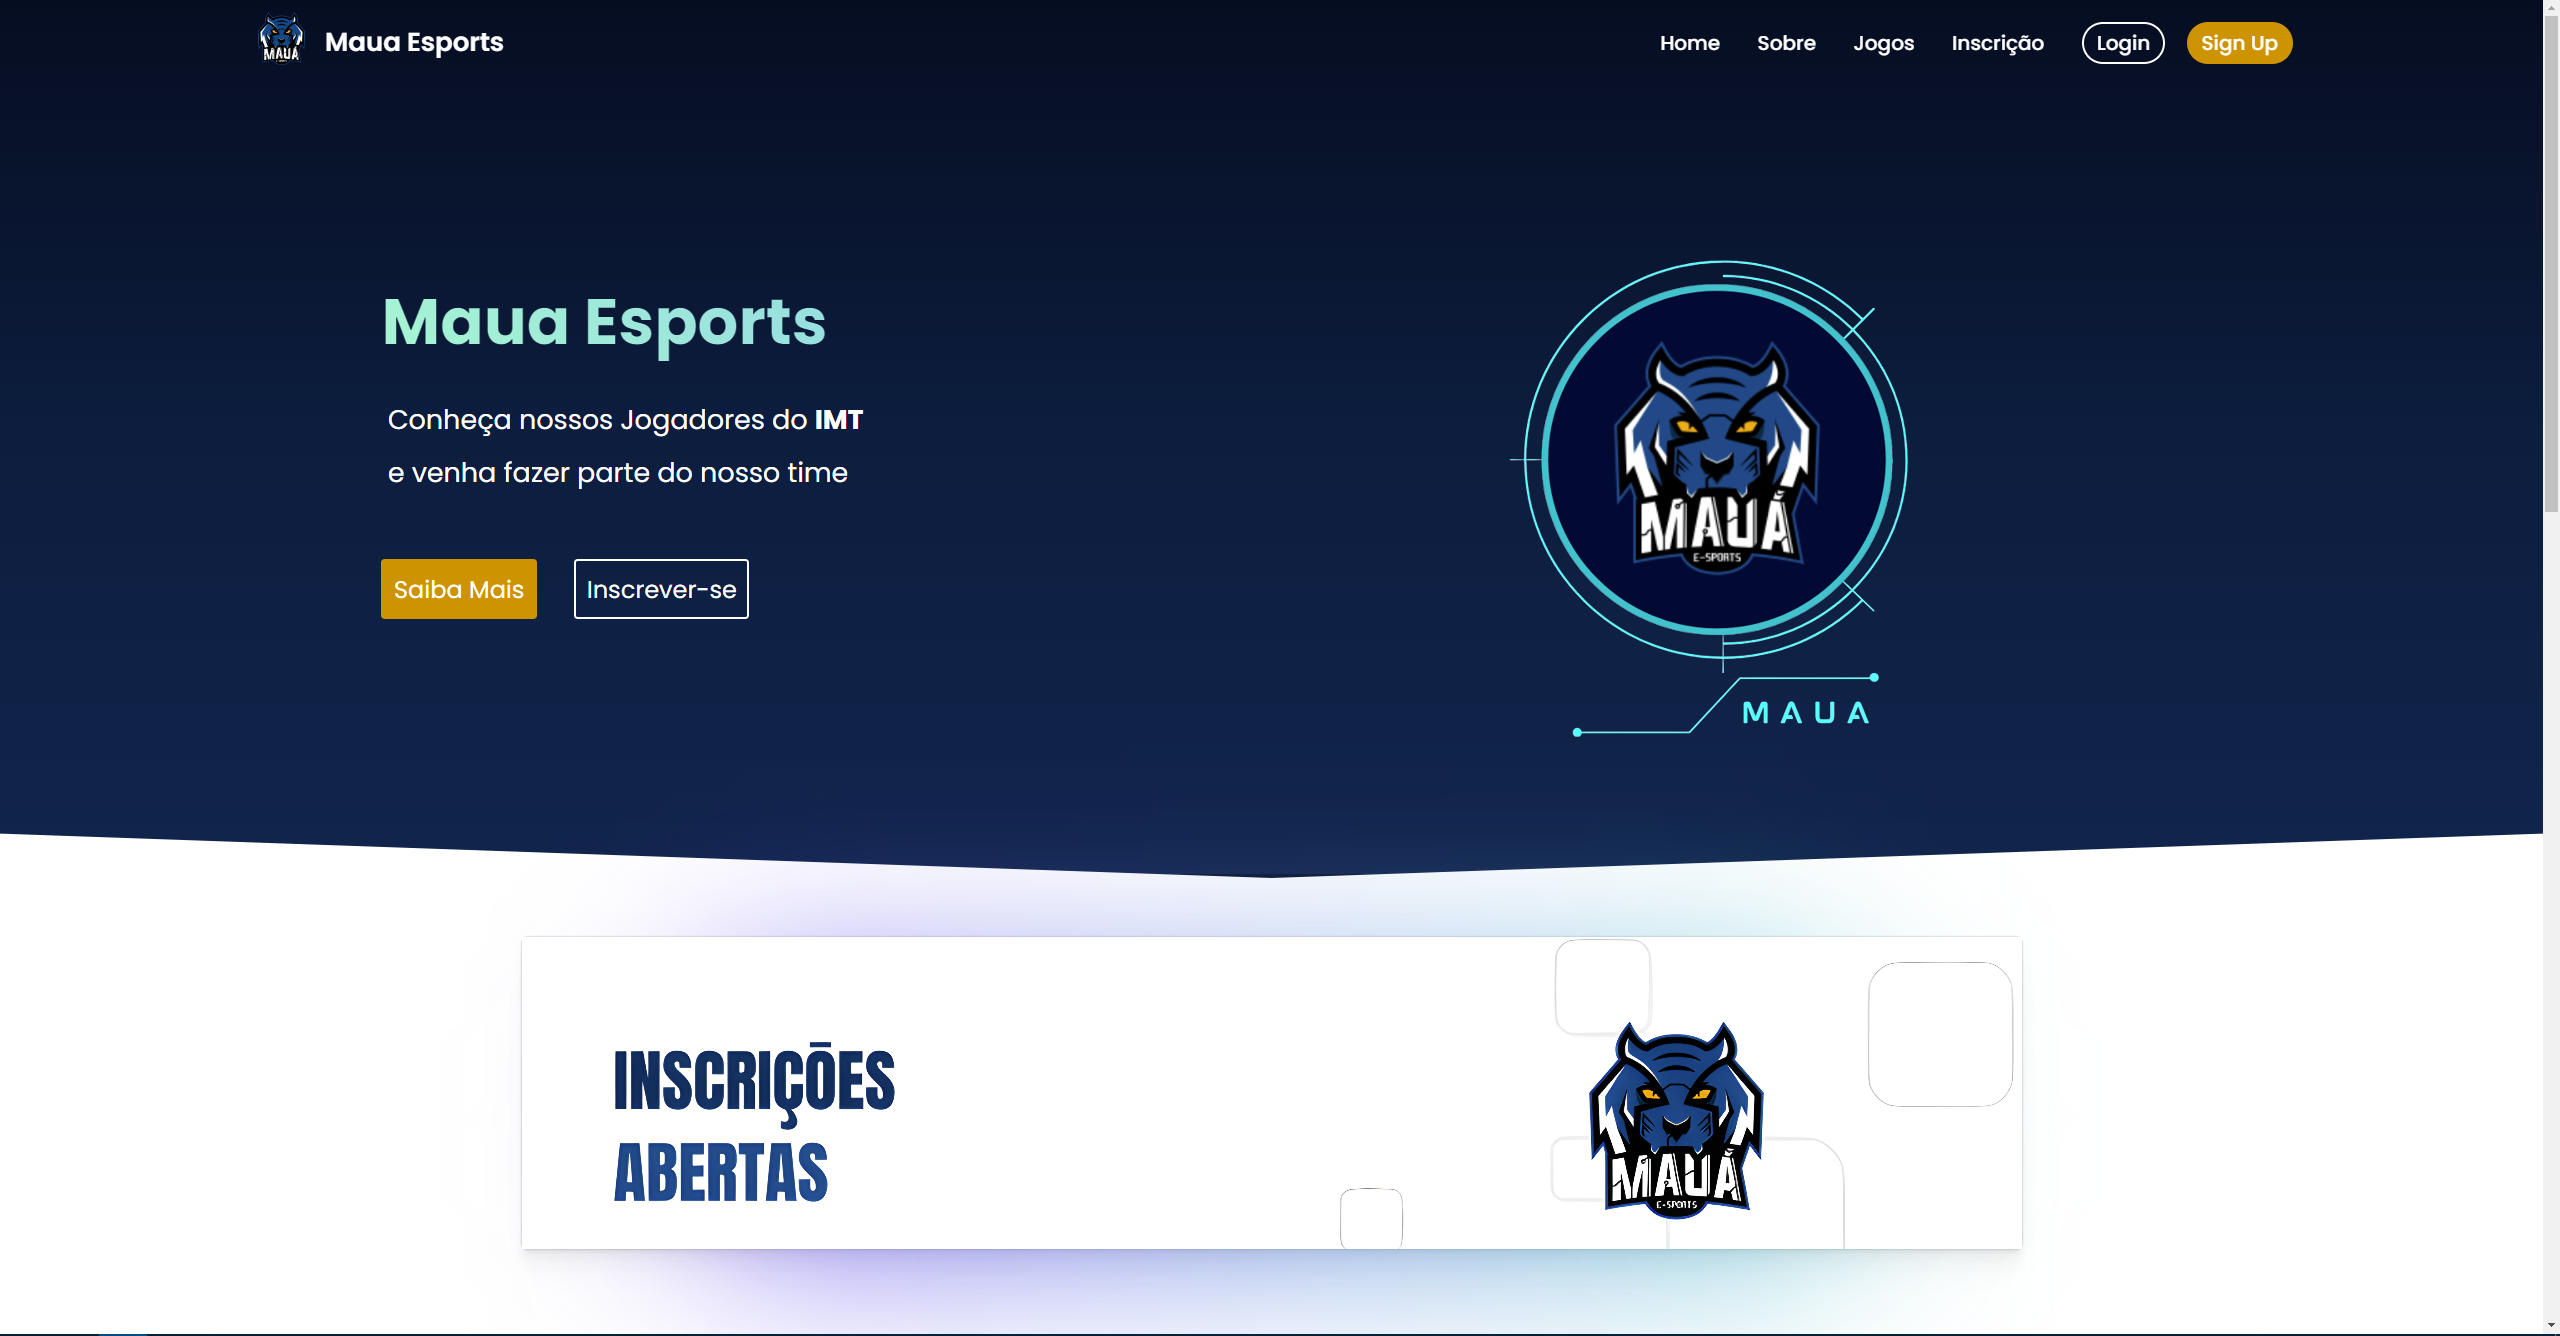 MAUÁ
Maua Esports
Home
Sobre
Jogos
Inscrição
Login
Sign Up
Maua Esports
Conheça nossos Jogadores do IMT
e venha fazer parte do nosso time
Saiba Mais
Inscrever-se
MAUÁ
E-SPORTS
MAUA
INSCRIÇÕES
ABERTAS
MAUÁ
E-SPORTS